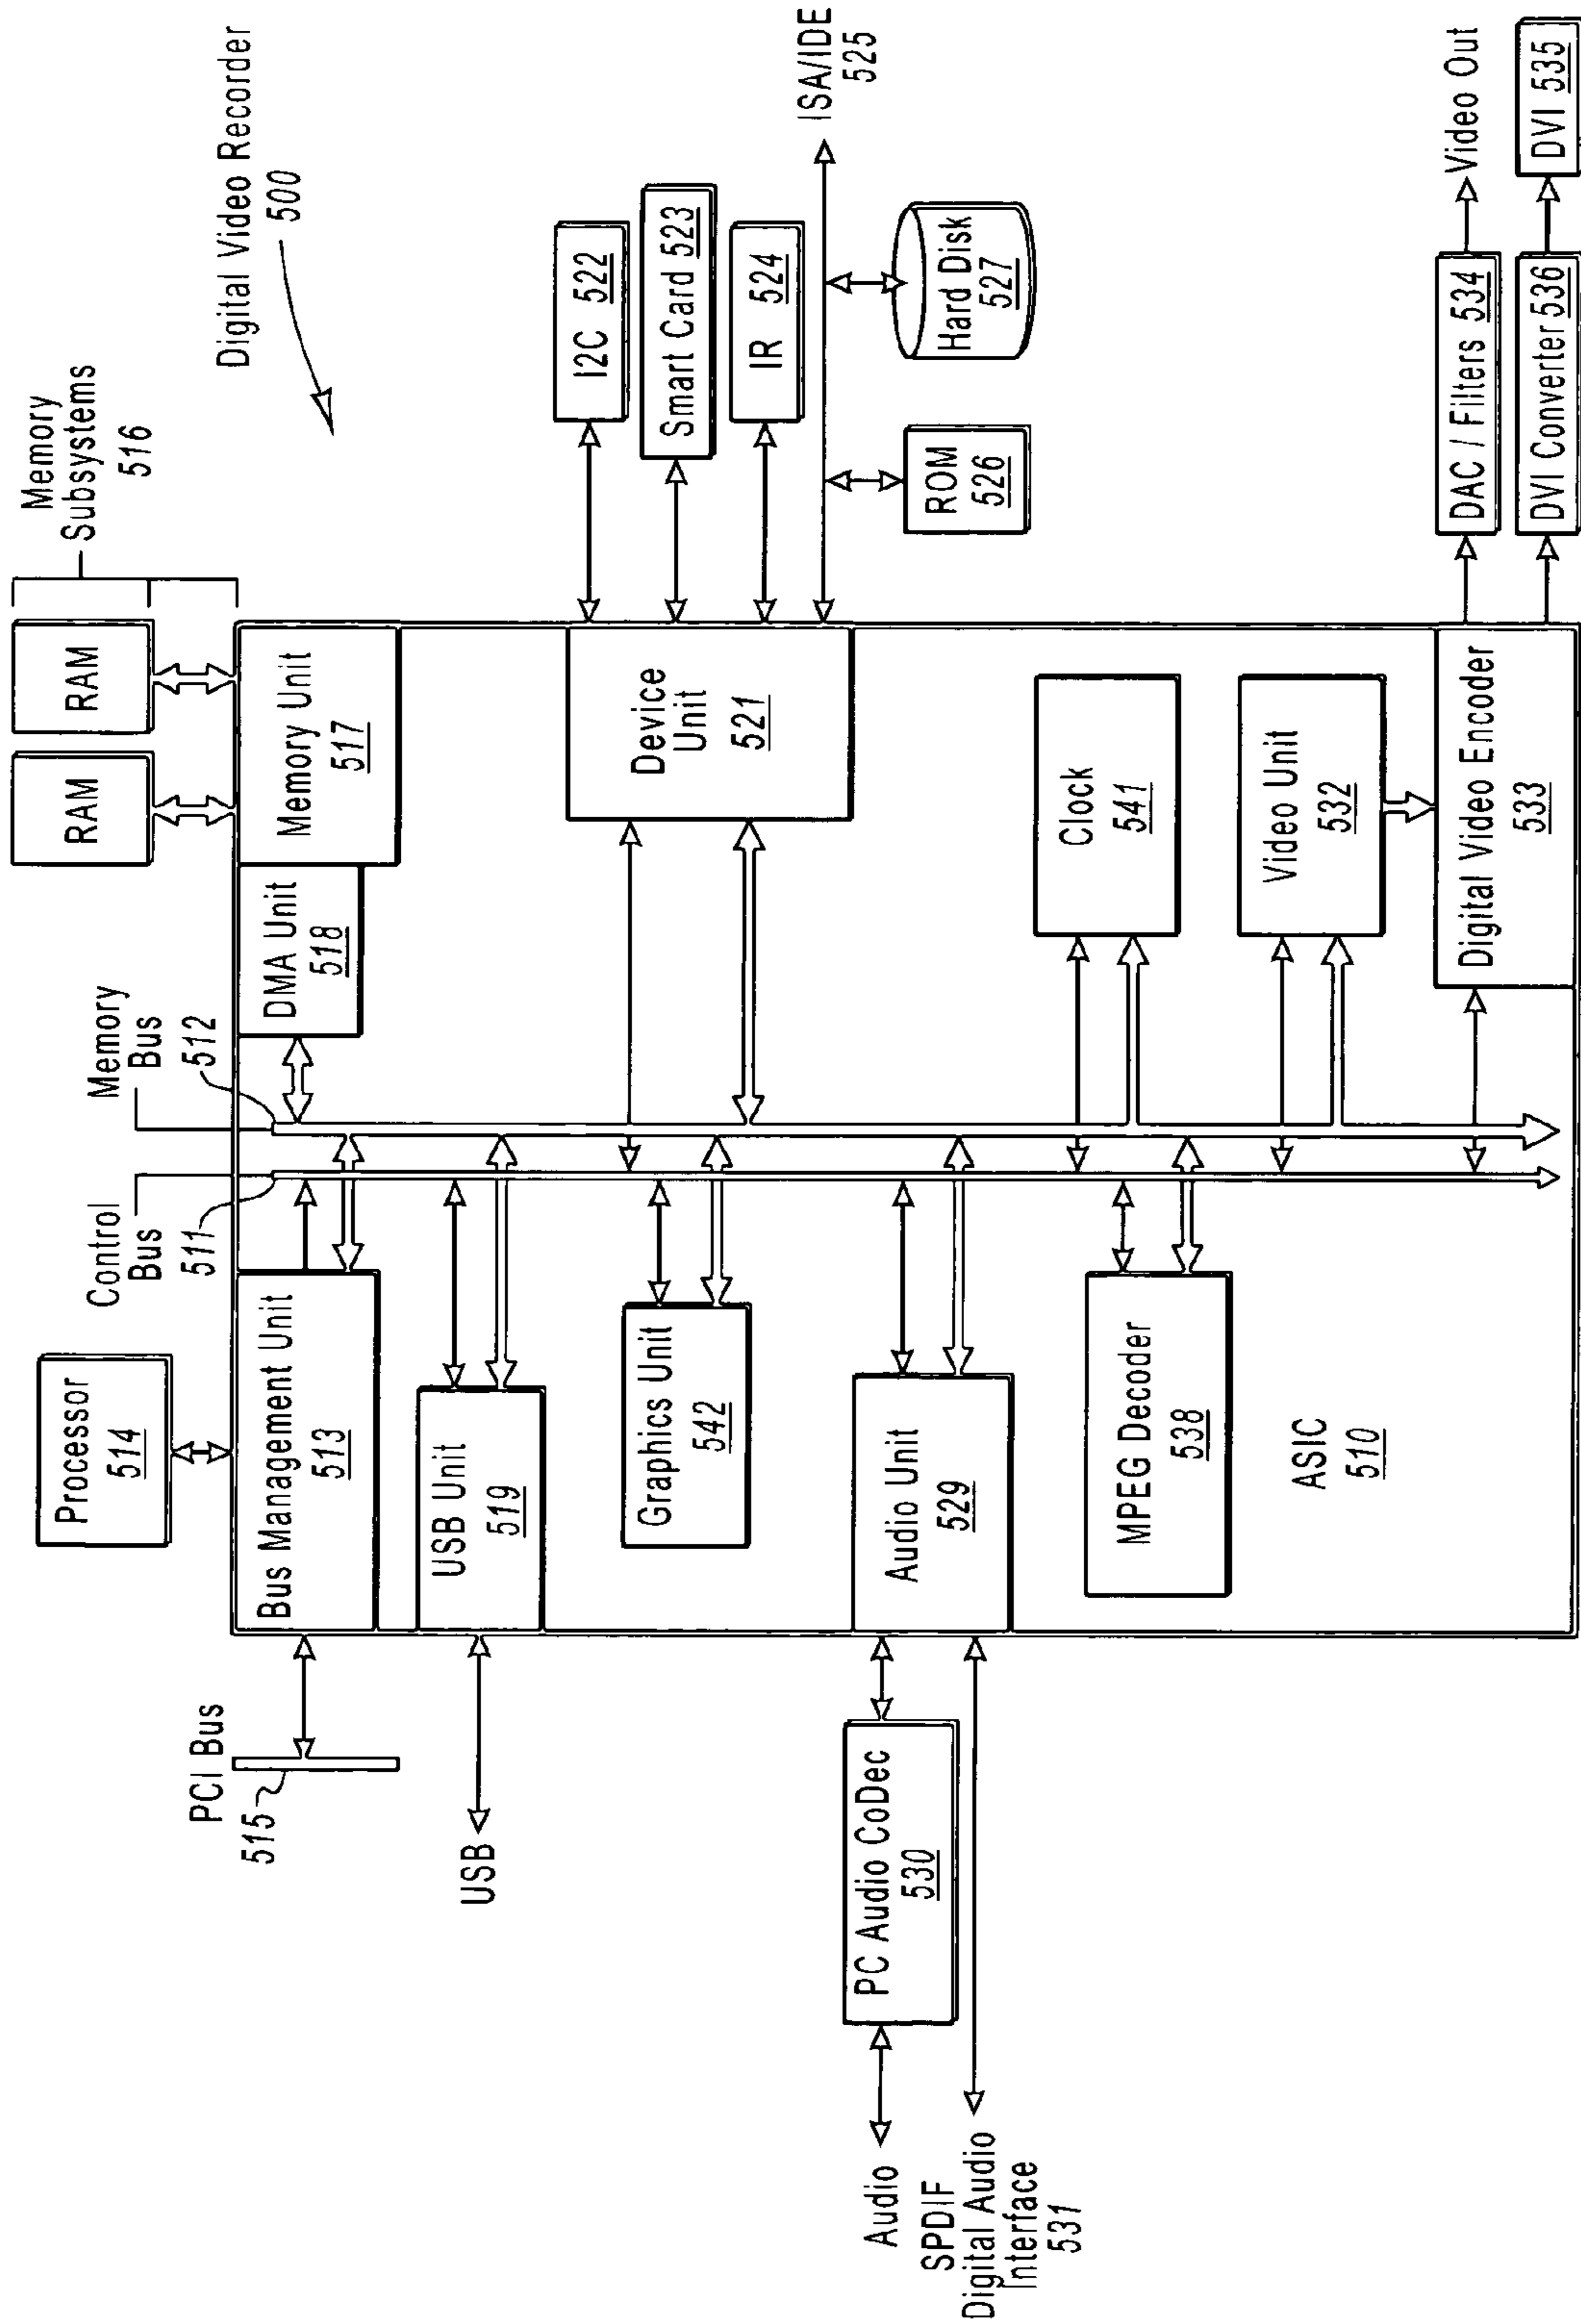 Digital Video Recorder
500
Memory
Subsystems
516
Processor
514
Control
Bus
511
Memory
Bus
512
RAM
RAM
PCI Bus
515
Bus Management Unit
513
DMA Unit
518
Memory Unit
517
USB
USB Unit
519
Graphics Unit
542
Device
Unit
521
I2C 522
Smart Card 523
IR 524
ISA/IDE
525
ROM
526
Hard Disk
527
Audio
PC Audio CoDec
530
SPDIF
Digital Audio
Interface
531
Audio Unit
529
Clock
541
MPEG Decoder
538
Video Unit
532
ASIC
510
Digital Video Encoder
533
DAC / Filters 534
Video Out
DVI Converter 536
DVI 535